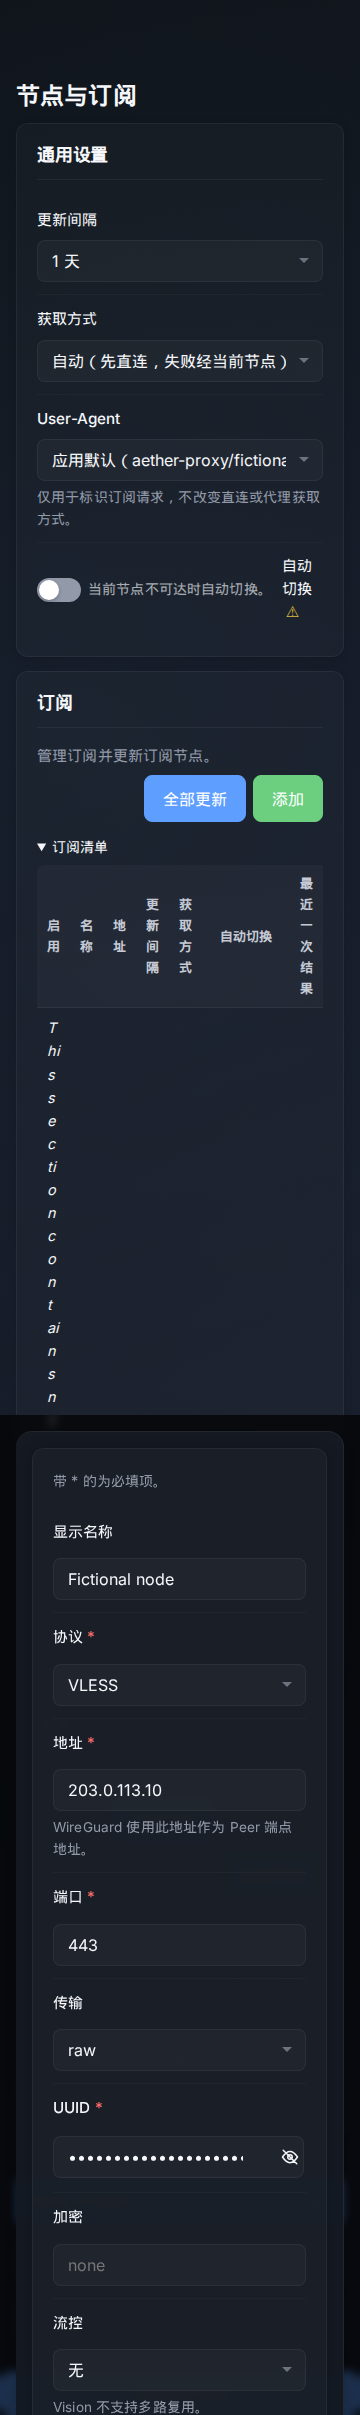 节点与订阅
通用设置
更新间隔
1 天
获取方式
自动（先直连，失败经当前节点）
User-Agent
应用默认（aether-proxy/fictiona
仅用于标识订阅请求，不改变直连或代理获取
方式。
当前节点不可达时自动切换。
自动
切换
⚠
订阅
管理订阅并更新订阅节点。
全部更新
添加
▼ 订阅清单
启用
名称
地址
更新间隔
获取方式
自动切换
最近一次结果
T
hi
s
s
e
c
ti
o
n
c
o
n
t
ai
n
s
n
带 * 的为必填项。
显示名称
Fictional node
协议 *
VLESS
地址 *
203.0.113.10
WireGuard 使用此地址作为 Peer 端点
地址。
端口 *
443
传输
raw
UUID *
加密
none
流控
无
Vision 不支持多路复用。